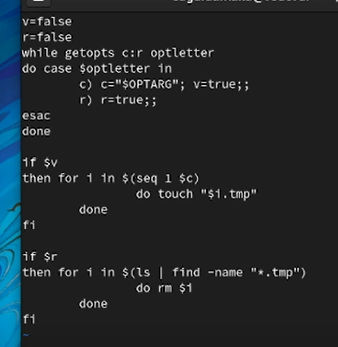 v=false
r=false
while getopts c:r optletter
do case $optletter in
c) c="$OPTARG"; v=true;;
r) r=true;;
esac
done
if $v
then for i in $(seq 1 $c)
do touch "$i.tmp"
done
fi
if $r
then for i in $(ls | find -name "*.tmp")
do rm $i
done
fi
~